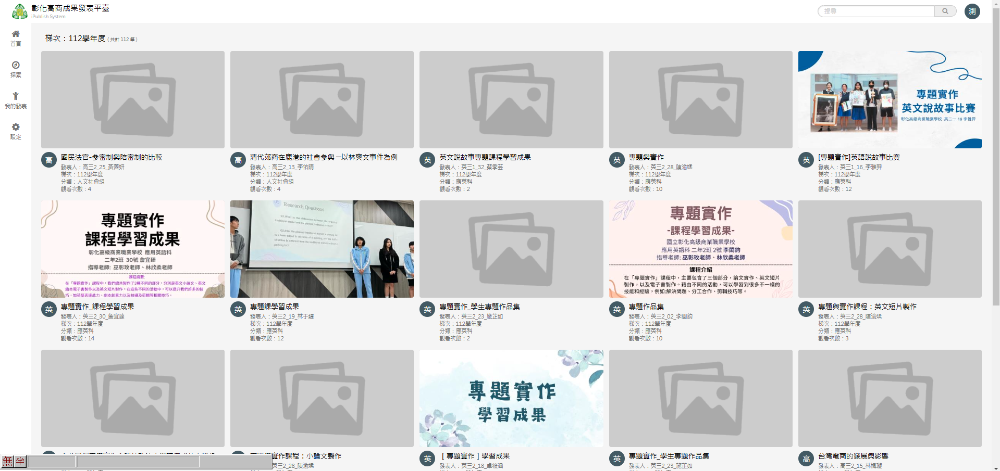 彰化高商成果發表平臺
iPublish System
搜尋
測
首頁
探索
我的發表
設定
梯次：112學年度 ( 共計 112 筆 )
專題實作
英文說故事比賽
彰化高級商業職業學校 英二一 16 李雅羿
高
國民法官-參審制與陪審制的比較
發表人：高三2_25_黃善妍
梯次：112學年度
分類：人文社會組
觀看次數：4
高
清代郊商在鹿港的社會參與－以林爽文事件為例
發表人：高三2_13_李佑晴
梯次：112學年度
分類：人文社會組
觀看次數：4
英
英文說故事專題課程學習成果
發表人：英三1_32_蔡季芸
梯次：112學年度
分類：應英科
觀看次數：2
英
專題與實作
發表人：英三2_28_陳渝媃
梯次：112學年度
分類：應英科
觀看次數：10
英
[專題實作]英語說故事比賽
發表人：英三1_16_李雅羿
梯次：112學年度
分類：應英科
觀看次數：12
專題實作
課程學習成果
彰化高級商業職業學校 應用英語科
二年2班 30號 詹宜臻
指導老師: 巫彰玫老師、林欣柔老師
課程摘要:
在「專題實作」課程中，我們總共製作了3種不同的部分，分別是英文小論文、英文
繪本電子書製作以及英文短片製作。在這些不同的活動中，可以提升我們許多的技
巧，如英語表達能力、劇本創意力以及拍攝及剪輯等相關技巧。
Research Questions
Q1:What is the difference between the ordinary
traditional market and the planned traditional market?
專題實作
-課程學習成果-
國立彰化高級商業職業學校
應用英語科 二年2班 2號 李閎鈞
指導老師: 巫彰玫老師、林欣柔老師
課程介紹
在「專題實作」課程中，主要包含了三個部分，論文實作、英文短片
製作，以及電子書製作。藉由不同的活動，可以學習到很多不一樣的
技能和經驗，例如:解決問題、分工合作、剪輯技巧等。
英
專題實作_課程學習成果
發表人：英三2_30_詹宜臻
梯次：112學年度
分類：應英科
觀看次數：14
英
專題課學習成果
發表人：英三2_19_林于緁
梯次：112學年度
分類：應英科
觀看次數：12
英
專題實作_學生專題作品集
發表人：英三2_23_施芷如
梯次：112學年度
分類：應英科
觀看次數：2
英
專題作品集
發表人：英三2_02_李閎鈞
梯次：112學年度
分類：應英科
觀看次數：10
英
專題與實作課程：英文短片製作
發表人：英三2_28_陳渝媃
梯次：112學年度
分類：應英科
觀看次數：3
專題實作
學習成果
無 半
實作課程：小論文製作
英三2_28_陳渝媃
英
[ 專題實作 ] 學習成果
發表人：英三2_18_卓筱涵
英
專題實作_學生專題作品集
發表人：英三2_23_施芷如
高
台灣電商的發展與影響
發表人：高三2_15_林姵璇